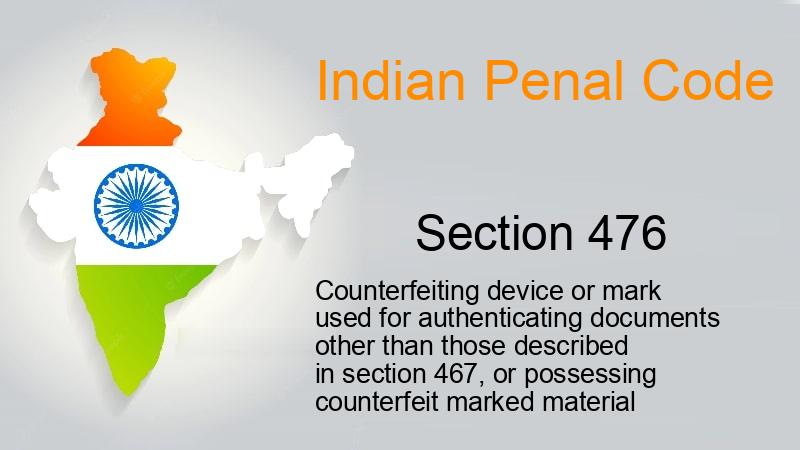 Indian Penal Code
Section 476
Counterfeiting device or mark
used for authenticating documents
other than those described
in section 467, or possessing
counterfeit marked material